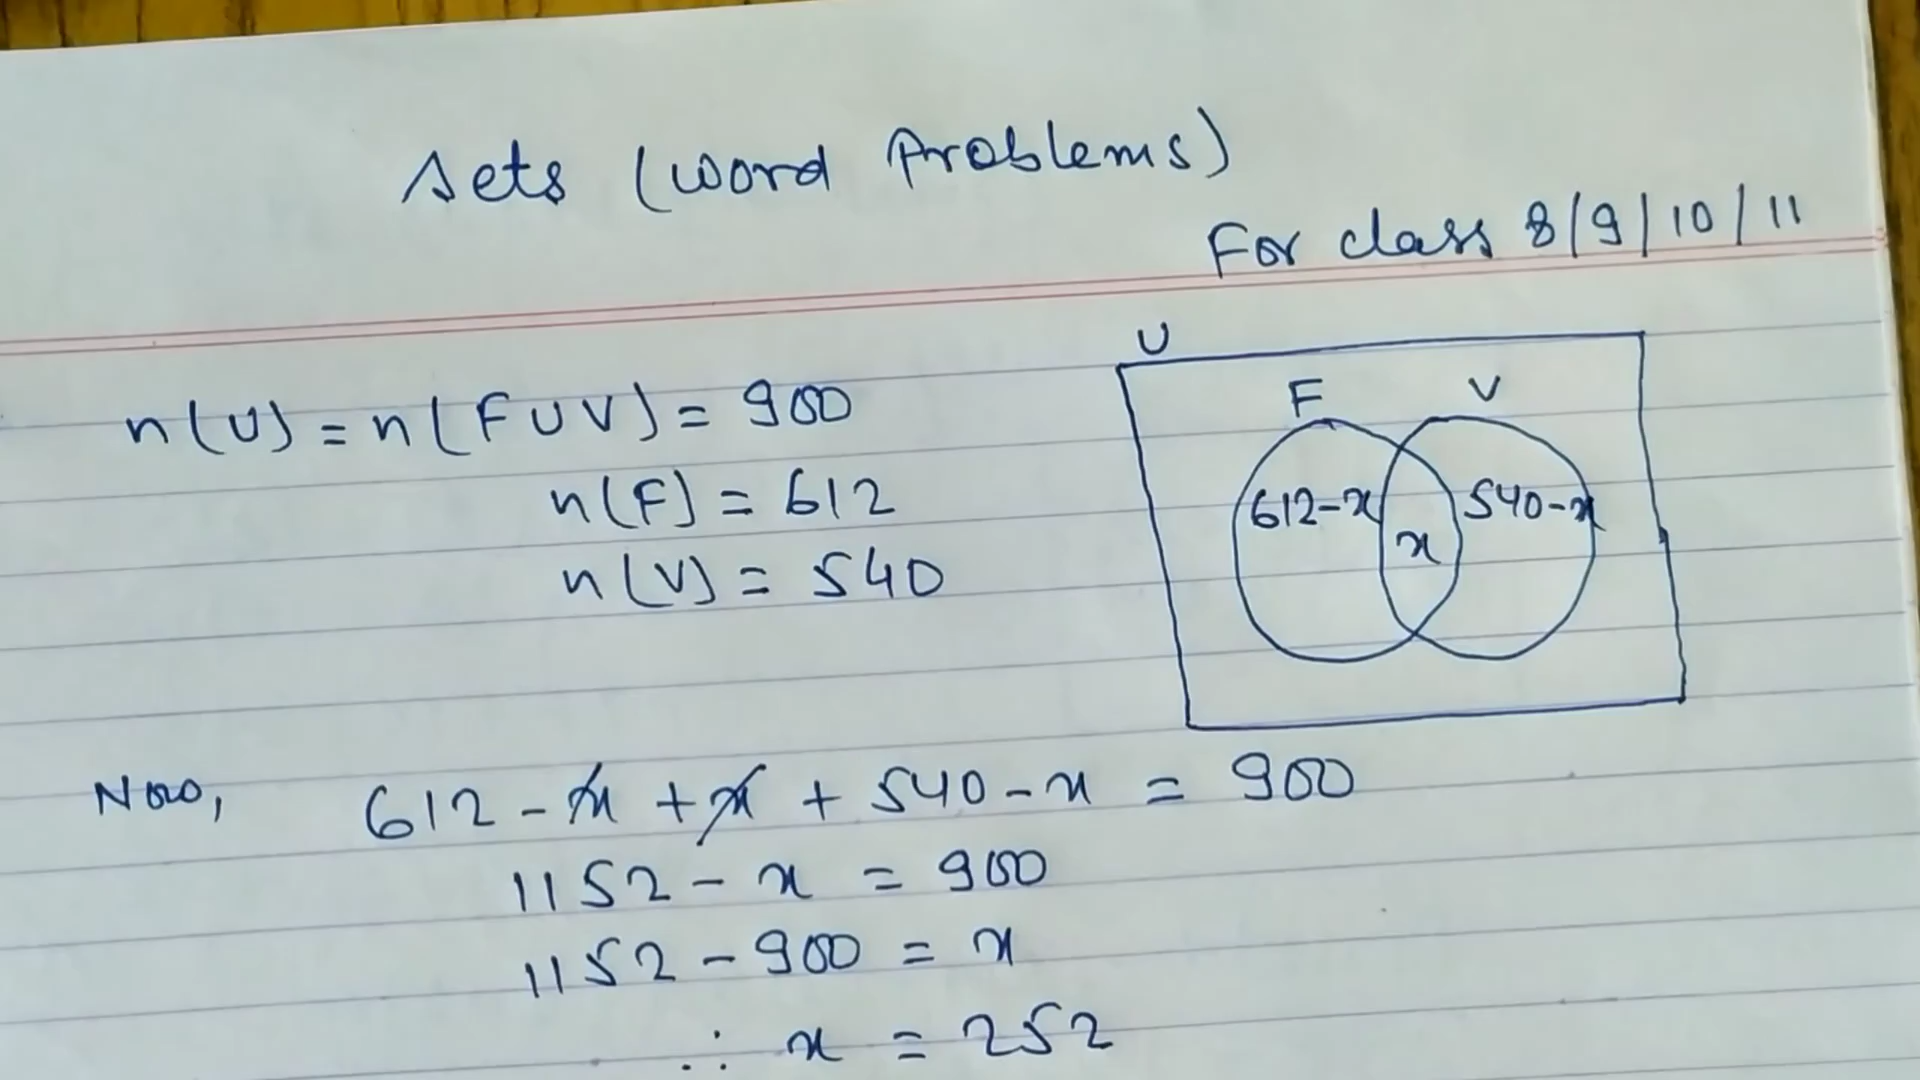 Sets (Word Problems)
For class 8/9/10/11
n(U) = n(F∪V) = 900
n(F) = 612
n(V) = 540
U
F V
612-x x 540-x
Now, 612 - x + x + 540 - x = 900
1152 - x = 900
1152 - 900 = x
∴ x = 252